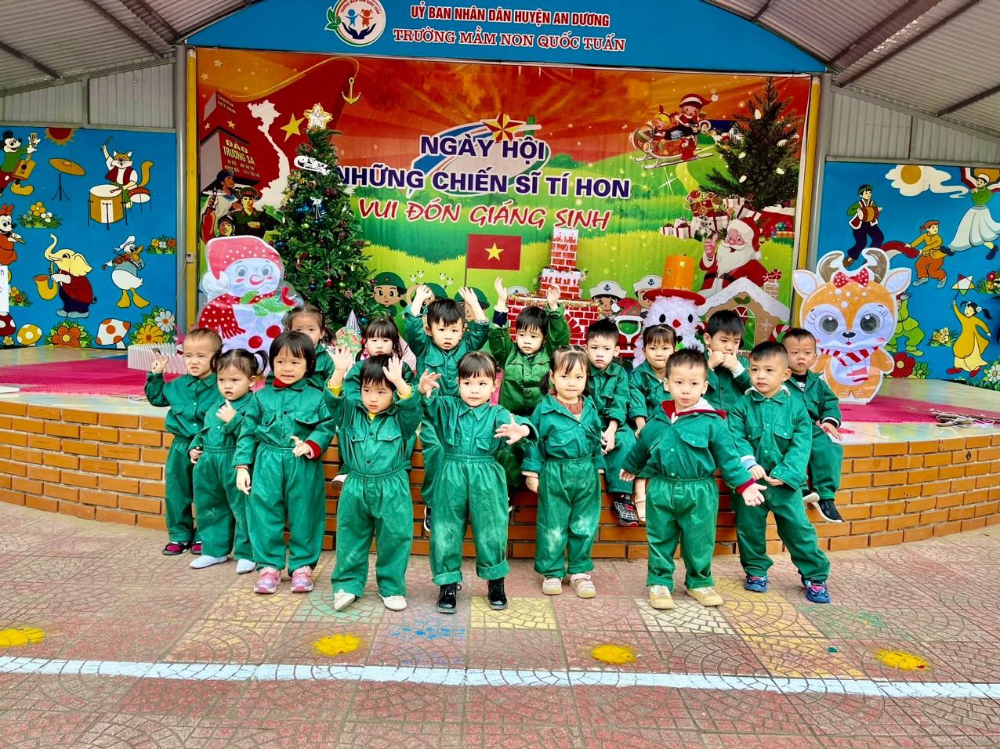 ỦY BAN NHÂN DÂN HUYỆN AN DƯƠNG
TRƯỜNG MẦM NON QUỐC TUẤN
NGÀY HỘI
NHỮNG CHIẾN SĨ TÍ HON
VUI ĐÓN GIÁNG SINH
ĐẢO
TRƯỜNG SA